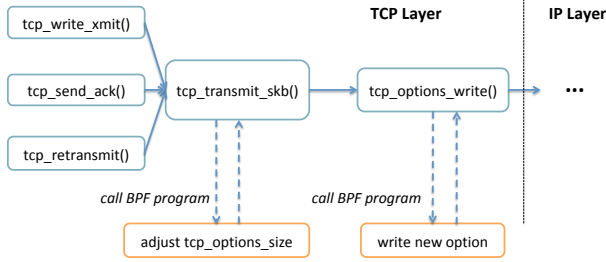 TCP Layer
IP Layer
tcp_write_xmit()
tcp_send_ack()
tcp_transmit_skb()
tcp_options_write()
...
tcp_retransmit()
call BPF program
call BPF program
adjust tcp_options_size
write new option